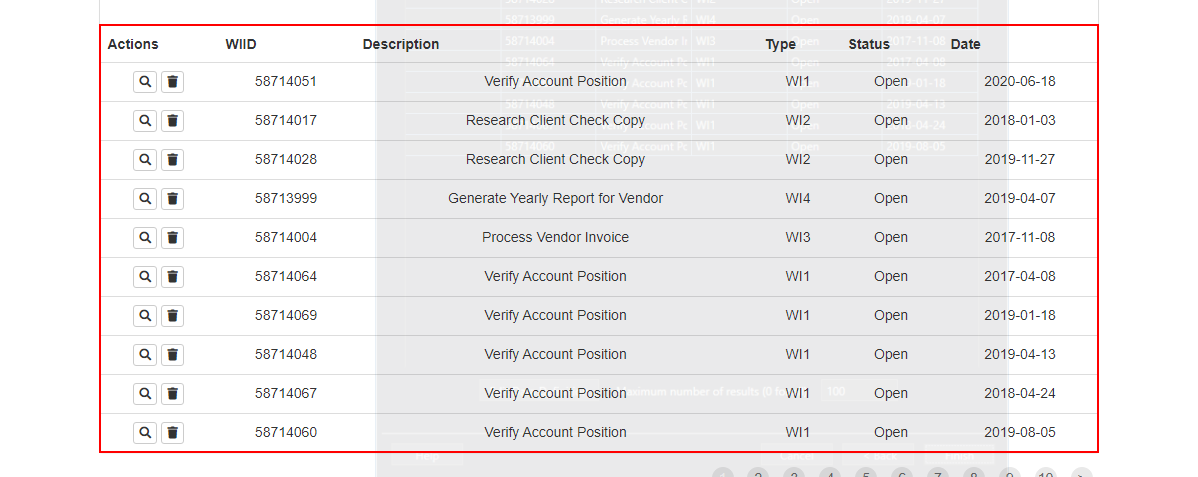 Actions WIID Description Type Status Date
58714051 Verify Account Position WI1 Open 2020-06-18
58714017 Research Client Check Copy WI2 Open 2018-01-03
58714028 Research Client Check Copy WI2 Open 2019-11-27
58713999 Generate Yearly Report for Vendor WI4 Open 2019-04-07
58714004 Process Vendor Invoice WI3 Open 2017-11-08
58714064 Verify Account Position WI1 Open 2017-04-08
58714069 Verify Account Position WI1 Open 2019-01-18
58714048 Verify Account Position WI1 Open 2019-04-13
58714067 Verify Account Position WI1 Open 2018-04-24
58714060 Verify Account Position WI1 Open 2019-08-05
Help Cancel
1 2 3 4 5 6 7 8 9 10 >